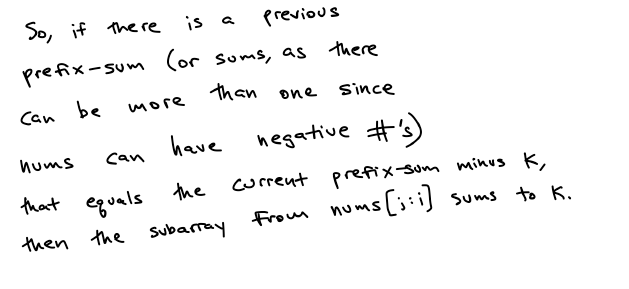 So, if there is a previous
prefix-sum (or sums, as there
can be more than one since
nums can have negative #'s)
that equals the current prefix-sum minus K,
then the subarray from nums[j:i] sums to K.